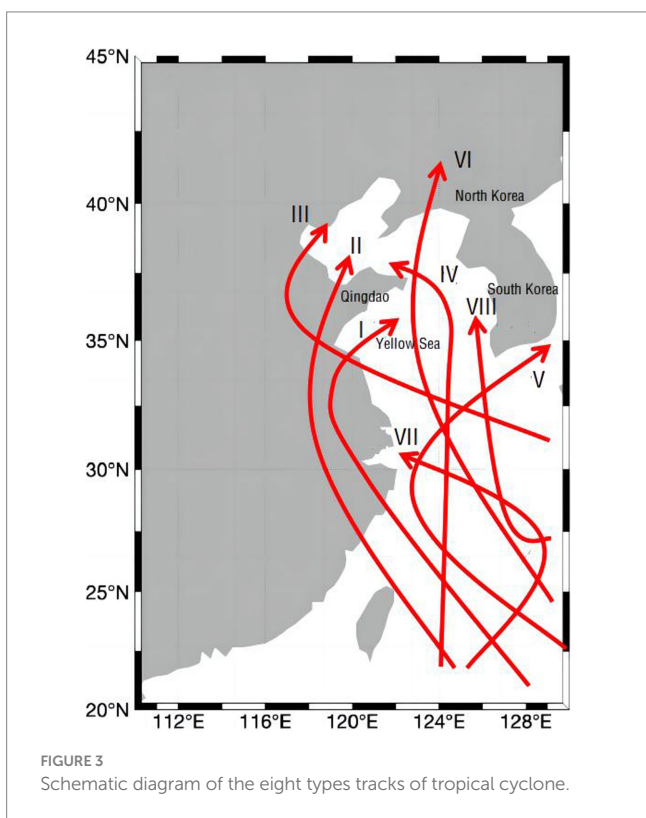 45°N
VI
North Korea
40°N
III
II
IV
Qingdao
South Korea
VIII
I
Yellow Sea
35°N
V
VII
30°N
25°N
20°N
112°E 116°E 120°E 124°E 128°E
FIGURE 3
Schematic diagram of the eight types tracks of tropical cyclone.